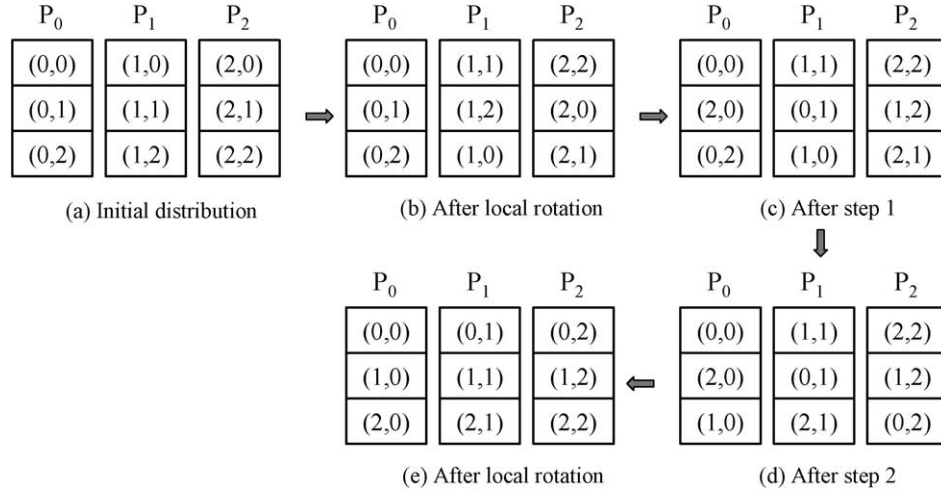 P0 P1 P2 P0 P1 P2 P0 P1 P2
(0,0) (1,0) (2,0) (0,0) (1,1) (2,2) (0,0) (1,1) (2,2)
(0,1) (1,1) (2,1) (0,1) (1,2) (2,0) (2,0) (0,1) (1,2)
(0,2) (1,2) (2,2) (0,2) (1,0) (2,1) (0,2) (1,0) (2,1)
(a) Initial distribution (b) After local rotation (c) After step 1
P0 P1 P2 P0 P1 P2
(0,0) (0,1) (0,2) (0,0) (1,1) (2,2)
(1,0) (1,1) (1,2) (2,0) (0,1) (1,2)
(2,0) (2,1) (2,2) (1,0) (2,1) (0,2)
(e) After local rotation (d) After step 2